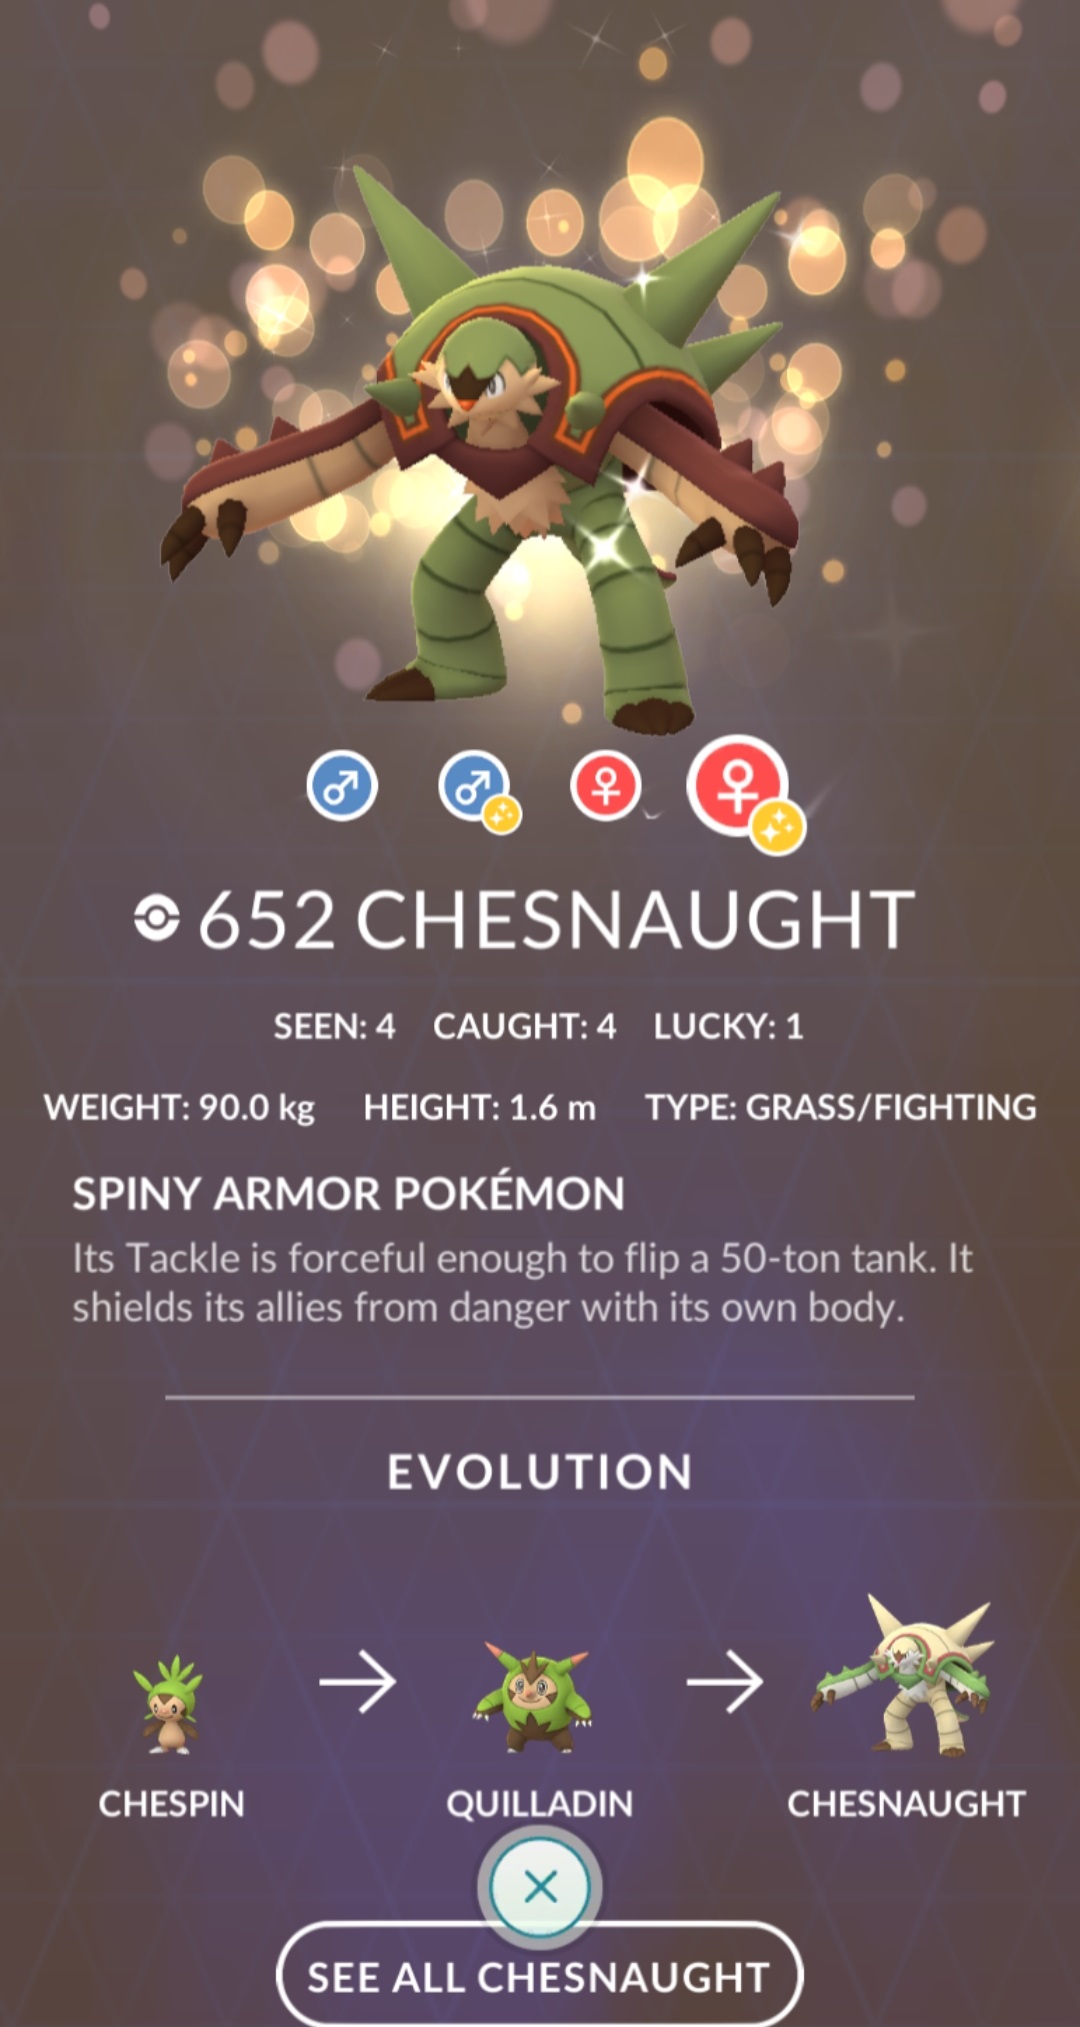 652 CHESNAUGHT
SEEN: 4 CAUGHT: 4 LUCKY: 1
WEIGHT: 90.0 kg HEIGHT: 1.6 m TYPE: GRASS/FIGHTING
SPINY ARMOR POKÉMON
Its Tackle is forceful enough to flip a 50-ton tank. It
shields its allies from danger with its own body.
EVOLUTION
CHESPIN QUILLADIN CHESNAUGHT
SEE ALL CHESNAUGHT